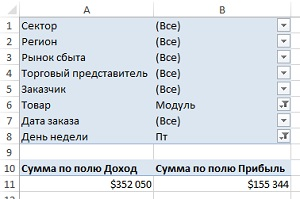 A B
1 Сектор (Все)
2 Регион (Все)
3 Рынок сбыта (Все)
4 Торговый представитель (Все)
5 Заказчик (Все)
6 Товар Модуль
7 Дата заказа (Все)
8 День недели Пт
9
10 Сумма по полю Доход Сумма по полю Прибыль
11 $352 050 $155 344